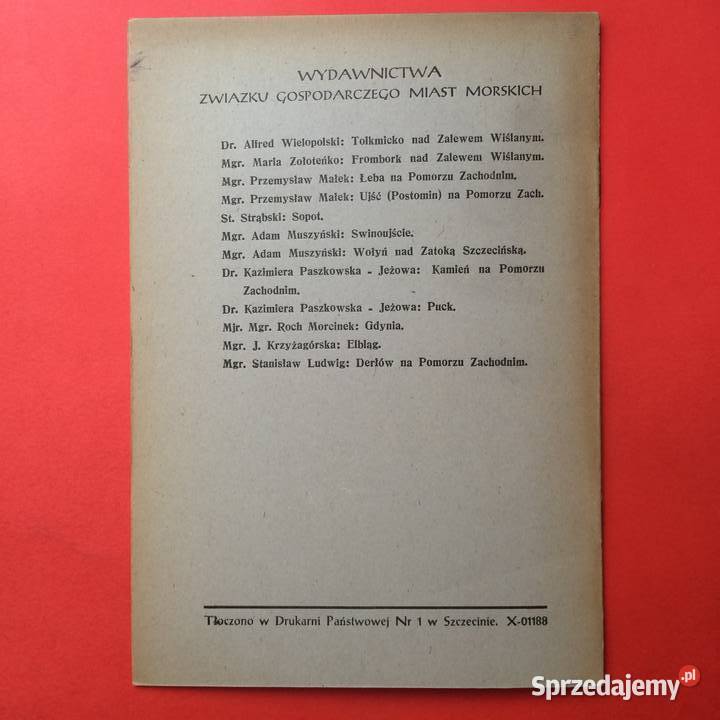 WYDAWNICTWA
ZWIAZKU GOSPODARCZEGO MIAST MORSKICH
Dr. Alfred Wielopolski: Tolkmicko nad Zalewem Wiślanym.
Mgr. Maria Zołoteńko: Frombork nad Zalewem Wiślanym.
Mgr. Przemysław Małek: Łeba na Pomorzu Zachodnim.
Mgr. Przemysław Małek: Ujść (Postomin) na Pomorzu Zach.
St. Strąbski: Sopot.
Mgr. Adam Muszyński: Swinoujście.
Mgr. Adam Muszyński: Wołyń nad Zatoką Szczecińską.
Dr. Kazimiera Paszkowska - Jeżowa: Kamień na Pomorzu
Zachodnim.
Dr. Kazimiera Paszkowska - Jeżowa: Puck.
Mjr. Mgr. Roch Morcinek: Gdynia.
Mgr. J. Krzyżagórska: Elbląg.
Mgr. Stanisław Ludwig: Derłów na Pomorzu Zachodnim.
Tłoczono w Drukarni Państwowej Nr 1 w Szczecinie. X-01188
Sprzedajemy.pl